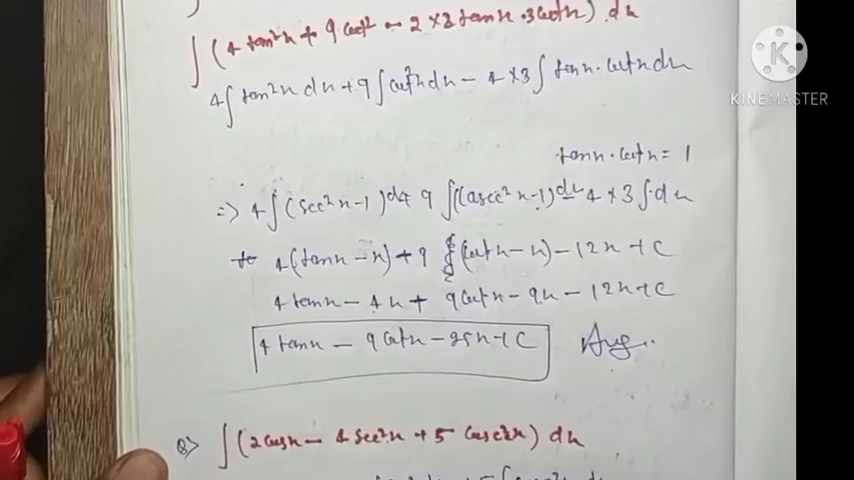 ∫(4 tan²x + 9 cot² - 2 × 2 tanx · 3 cotx) dx
KINEMASTER
4∫tan²x dx + 9∫cot²x dx - 4 × 3∫tanx · cotx dx
tanx · cotx = 1
=> 4∫(sec²x - 1) dx 9 ∫(cosec²x - 1) dx - 4 × 3∫·dx
4(tanx - x) + 9 (cotx - x) - 12x + C
4 tanx - 4x + 9 cotx - 9x - 12x + C
4 tanx - 9 cotx - 25x + C Ans.
Q> ∫(2 cosx - 4 sec²x + 5 cosec²x) dx